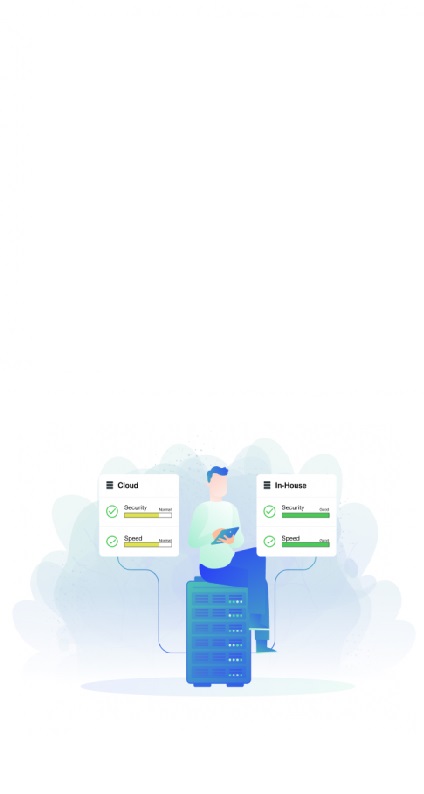 Cloud
Security
Normal
Speed
Normal
In-House
Security
Good
Speed
Good